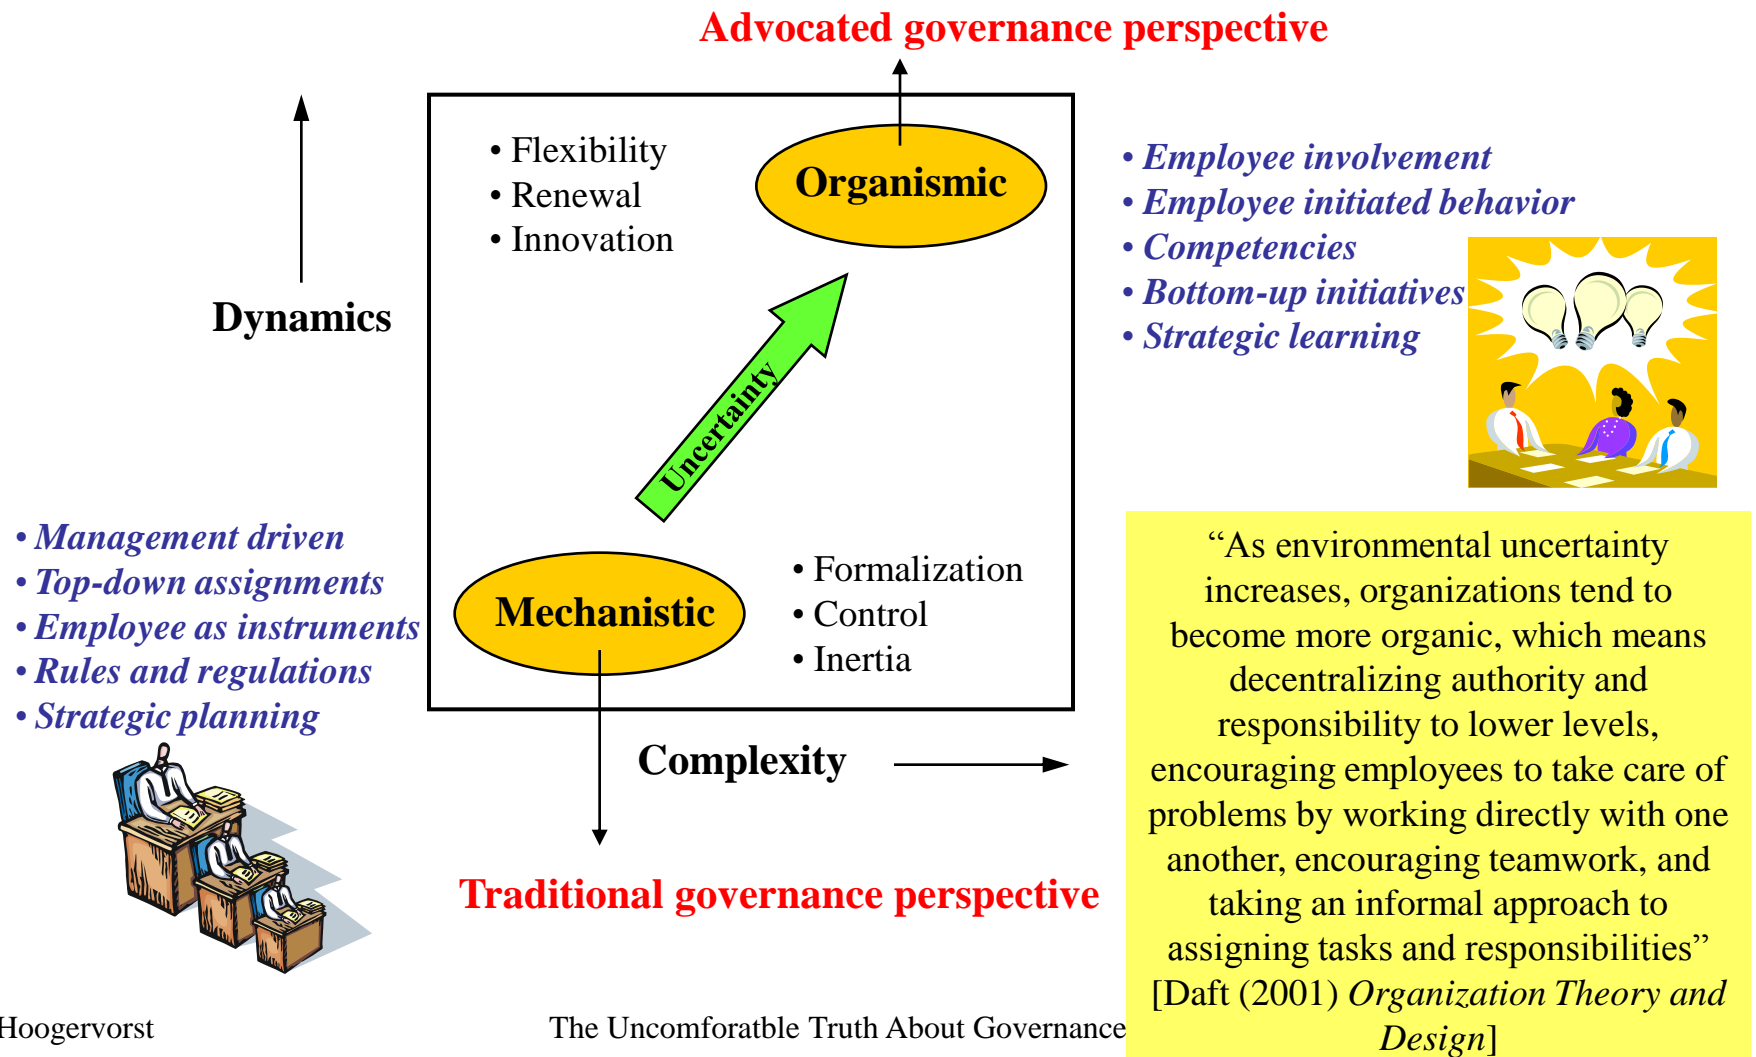 Advocated governance perspective
• Flexibility
• Renewal
• Innovation
Organismic
• Employee involvement
• Employee initiated behavior
• Competencies
• Bottom-up initiatives
• Strategic learning
Dynamics
Uncertainty
• Management driven
• Top-down assignments
• Employee as instruments
• Rules and regulations
• Strategic planning
Mechanistic
• Formalization
• Control
• Inertia
Complexity
Traditional governance perspective
“As environmental uncertainty
increases, organizations tend to
become more organic, which means
decentralizing authority and
responsibility to lower levels,
encouraging employees to take care of
problems by working directly with one
another, encouraging teamwork, and
taking an informal approach to
assigning tasks and responsibilities”
[Daft (2001) Organization Theory and
Design]
Hoogervorst
The Uncomforatble Truth About Governance